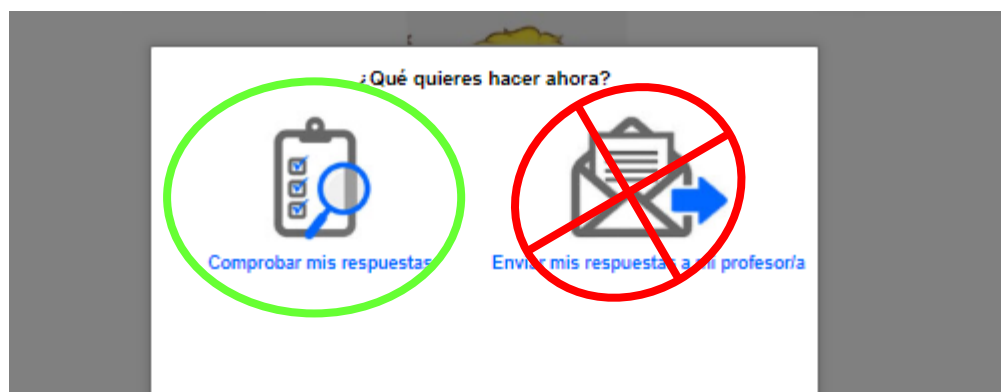 ¿Qué quieres hacer ahora?
Comprobar mis respuestas
Enviar mis respuestas a mi profesor/a